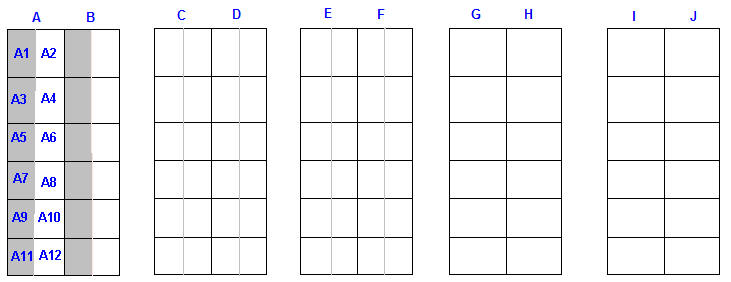 A B C D E F G H I J
A1 A2
A3 A4
A5 A6
A7 A8
A9 A10
A11 A12